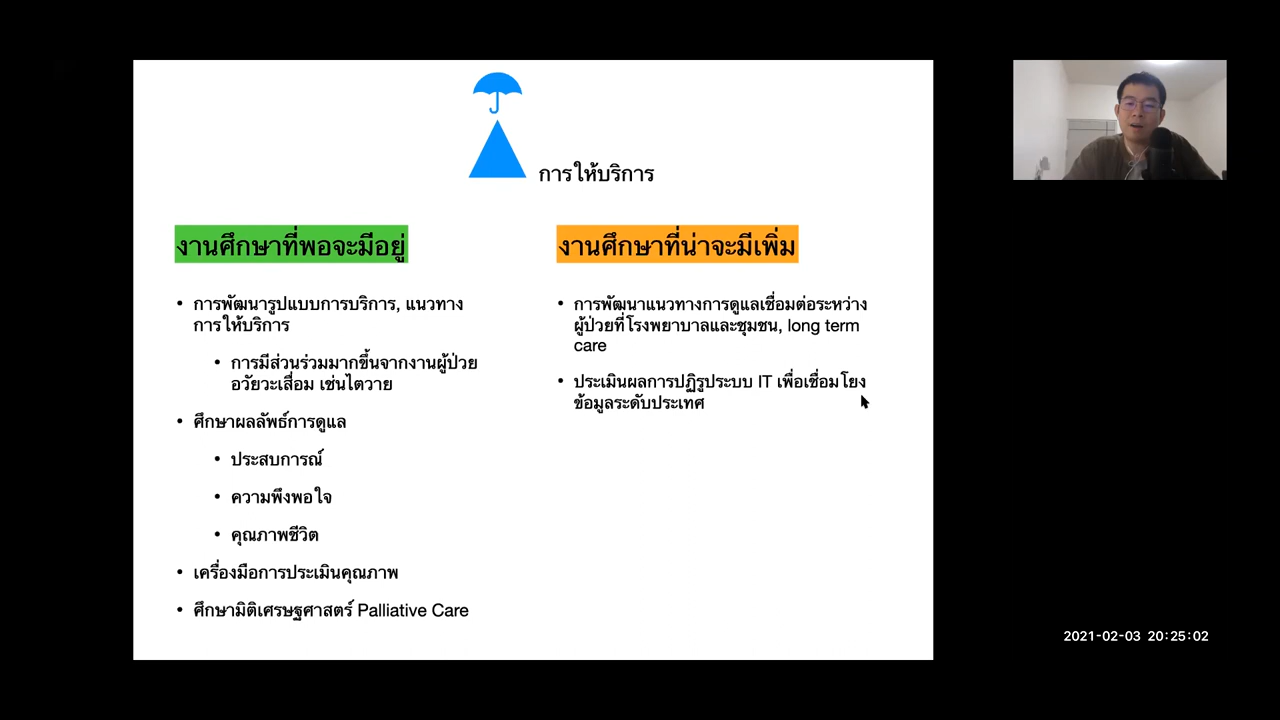 การให้บริการ
งานศึกษาที่พอจะมีอยู่
• การพัฒนารูปแบบการบริการ, แนวทาง
การให้บริการ
• การมีส่วนร่วมมากขึ้นจากงานผู้ป่วย
อวัยวะเสื่อม เช่นไตวาย
• ศึกษาผลลัพธ์การดูแล
• ประสบการณ์
• ความพึงพอใจ
• คุณภาพชีวิต
• เครื่องมือการประเมินคุณภาพ
• ศึกษามิติเศรษฐศาสตร์ Palliative Care
งานศึกษาที่น่าจะมีเพิ่ม
• การพัฒนาแนวทางการดูแลเชื่อมต่อระหว่าง
ผู้ป่วยที่โรงพยาบาลและชุมชน, long term
care
• ประเมินผลการปฏิรูประบบ IT เพื่อเชื่อมโยง
ข้อมูลระดับประเทศ
2021-02-03 20:25:02